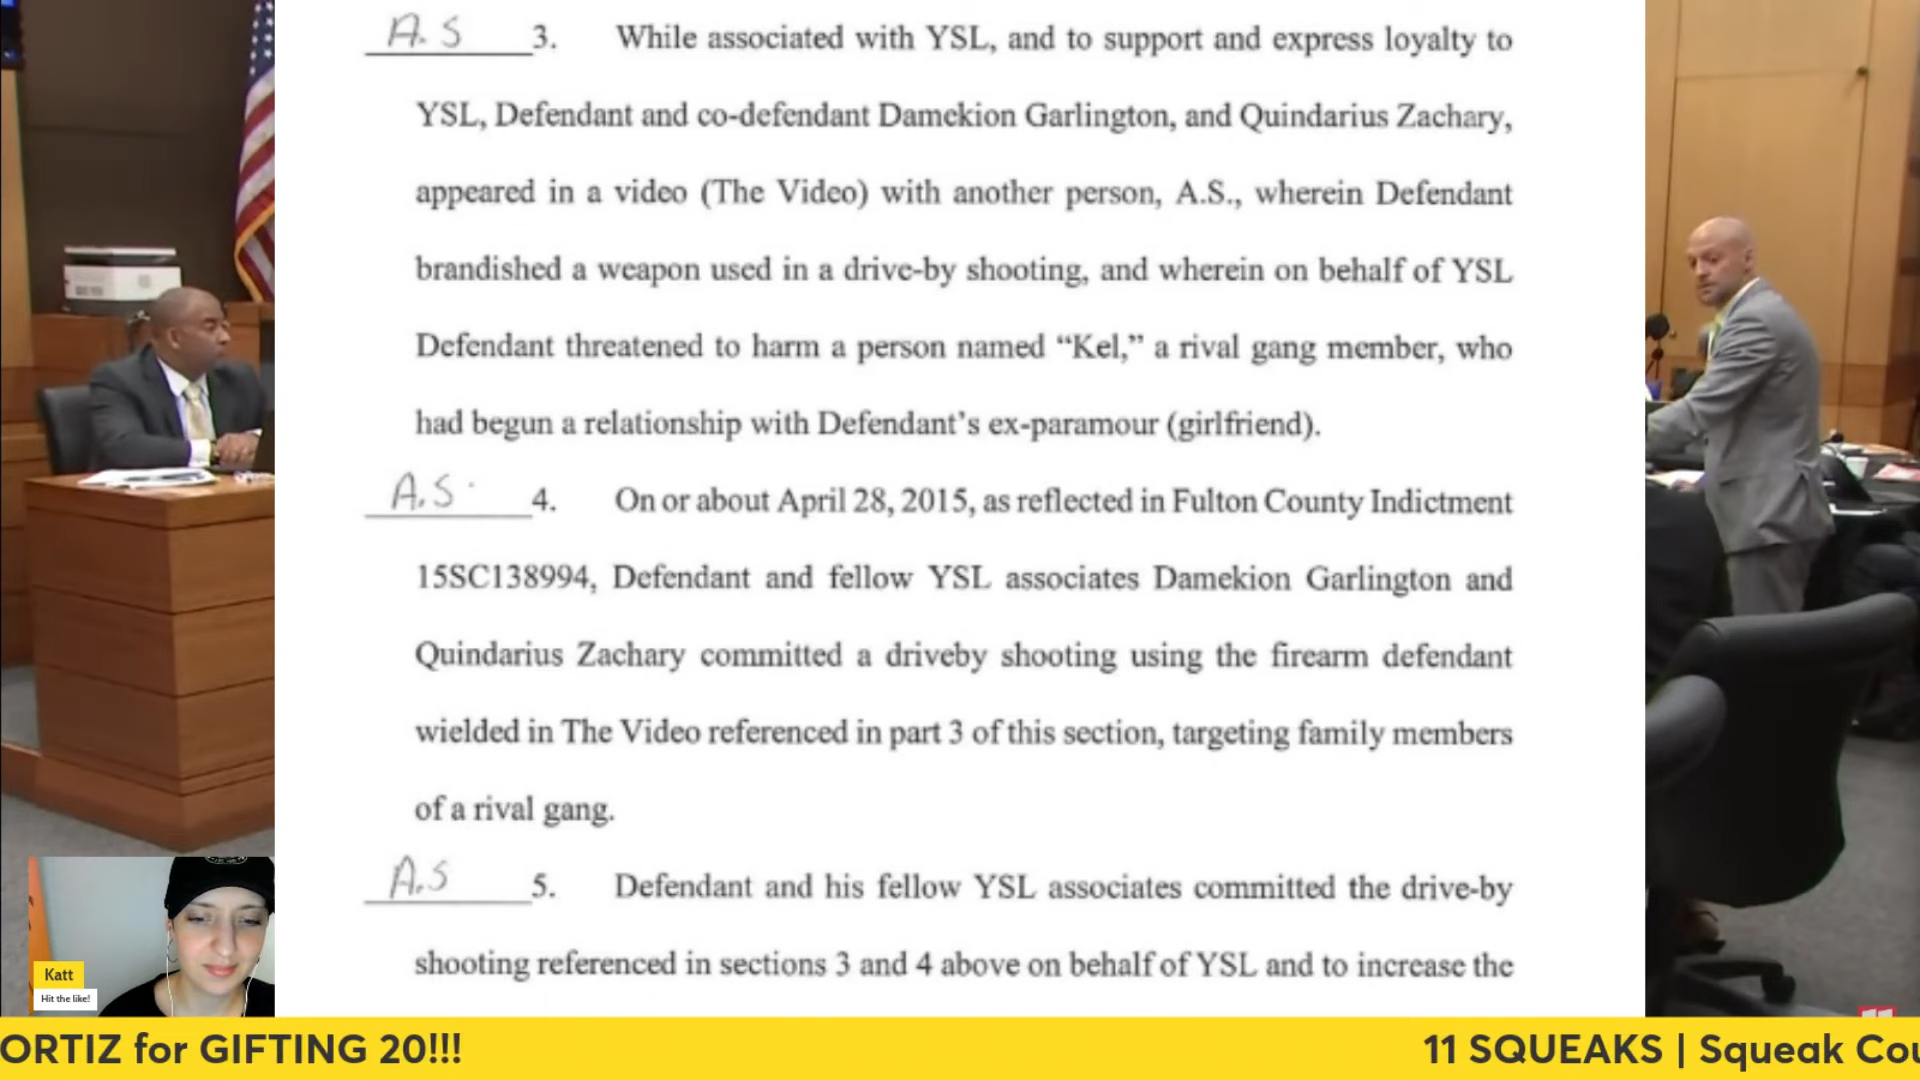 A.S 3. While associated with YSL, and to support and express loyalty to
YSL, Defendant and co-defendant Damekion Garlington, and Quindarius Zachary,
appeared in a video (The Video) with another person, A.S., wherein Defendant
brandished a weapon used in a drive-by shooting, and wherein on behalf of YSL
Defendant threatened to harm a person named “Kel,” a rival gang member, who
had begun a relationship with Defendant’s ex-paramour (girlfriend).
A.S 4. On or about April 28, 2015, as reflected in Fulton County Indictment
15SC138994, Defendant and fellow YSL associates Damekion Garlington and
Quindarius Zachary committed a driveby shooting using the firearm defendant
wielded in The Video referenced in part 3 of this section, targeting family members
of a rival gang.
A.S 5. Defendant and his fellow YSL associates committed the drive-by
shooting referenced in sections 3 and 4 above on behalf of YSL and to increase the
Katt
Hit the like!
ORTIZ for GIFTING 20!!!
11 SQUEAKS | Squeak Cou